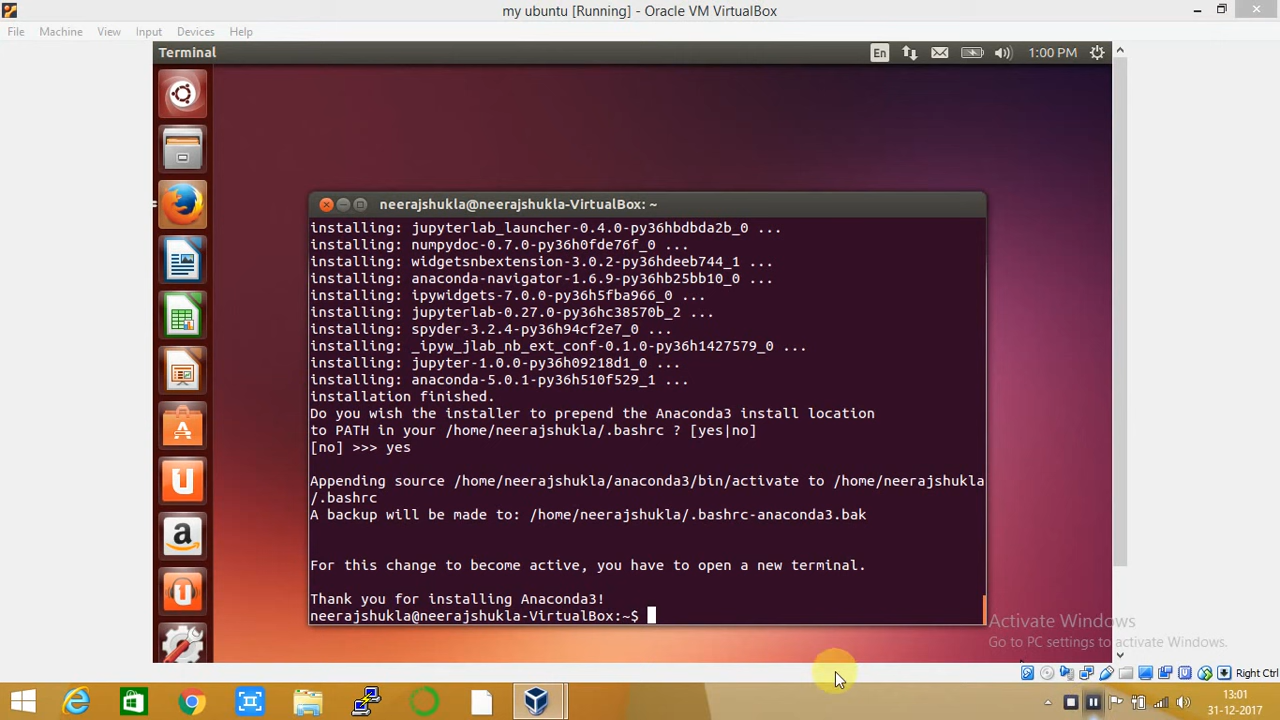 my ubuntu [Running] - Oracle VM VirtualBox
File Machine View Input Devices Help
Terminal
En
1:00 PM
neerajshukla@neerajshukla-VirtualBox: ~
installing: jupyterlab_launcher-0.4.0-py36hbdbda2b_0 ...
installing: numpydoc-0.7.0-py36h0fde76f_0 ...
installing: widgetsnbextension-3.0.2-py36hdeeb744_1 ...
installing: anaconda-navigator-1.6.9-py36hb25bb10_0 ...
installing: ipywidgets-7.0.0-py36h5fba966_0 ...
installing: jupyterlab-0.27.0-py36hc38570b_2 ...
installing: spyder-3.2.4-py36h94cf2e7_0 ...
installing: _ipyw_jlab_nb_ext_conf-0.1.0-py36h1427579_0 ...
installing: jupyter-1.0.0-py36h09218d1_0 ...
installing: anaconda-5.0.1-py36h510f529_1 ...
installation finished.
Do you wish the installer to prepend the Anaconda3 install location
to PATH in your /home/neerajshukla/.bashrc ? [yes|no]
[no] >>> yes
Appending source /home/neerajshukla/anaconda3/bin/activate to /home/neerajshukla
/.bashrc
A backup will be made to: /home/neerajshukla/.bashrc-anaconda3.bak
For this change to become active, you have to open a new terminal.
Thank you for installing Anaconda3!
neerajshukla@neerajshukla-VirtualBox:~$
Activate Windows
Go to PC settings to activate Windows.
Right Ctrl
13:01
31-12-2017